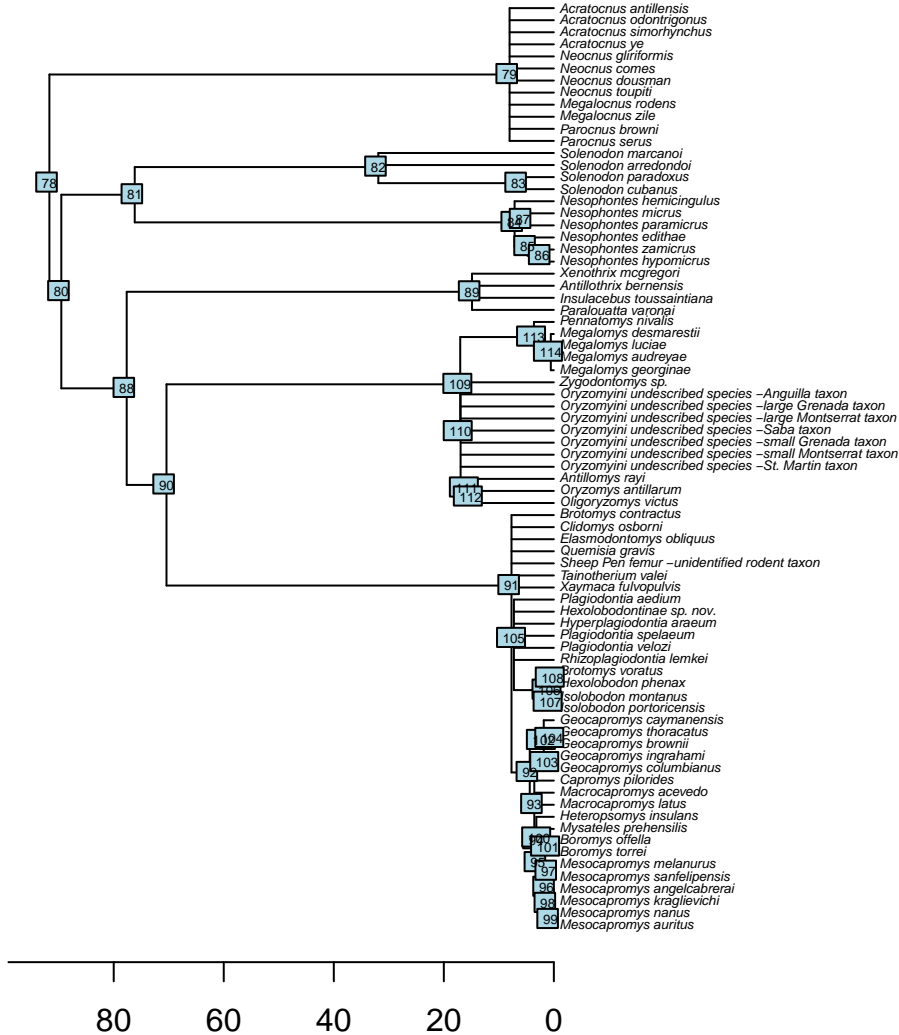 Acratocnus antillensis
Acratocnus odontrigonus
Acratocnus simorhynchus
Acratocnus ye
Neocnus gliriformis
Neocnus comes
79
Neocnus dousman
Neocnus toupiti
Megalocnus rodens
Megalocnus zile
Parocnus browni
Parocnus serus
Solenodon marcanoi
82
Solenodon arredondoi
Solenodon paradoxus
78
83
Solenodon cubanus
81
Nesophontes hemicingulus
Nesophontes micrus
84
87
Nesophontes paramicrus
Nesophontes edithae
85
Nesophontes zamicrus
86
Nesophontes hypomicrus
Xenothrix mcgregori
Antillothrix bernensis
80
89
Insulacebus toussaintiana
Paralouatta varonai
Pennatomys nivalis
Megalomys desmarestii
113
Megalomys luciae
114
Megalomys audreyae
Megalomys georginae
88
109
Zygodontomys sp.
Oryzomyini undescribed species −Anguilla taxon
Oryzomyini undescribed species −large Grenada taxon
Oryzomyini undescribed species −large Montserrat taxon
110
Oryzomyini undescribed species −Saba taxon
Oryzomyini undescribed species −small Grenada taxon
Oryzomyini undescribed species −small Montserrat taxon
Oryzomyini undescribed species −St. Martin taxon
Antillomys rayi
90
111
Oryzomys antillarum
112
Oligoryzomys victus
Brotomys contractus
Clidomys osborni
Elasmodontomys obliquus
Quemisia gravis
Sheep Pen femur −unidentified rodent taxon
Tainotherium valei
91
Xaymaca fulvopulvis
Plagiodontia aedium
Hexolobodontinae sp. nov.
Hyperplagiodontia araeum
105
Plagiodontia spelaeum
Plagiodontia velozi
Rhizoplagiodontia lemkei
Brotomys voratus
108
Hexolobodon phenax
106
Isolobodon montanus
107
Isolobodon portoricensis
Geocapromys caymanensis
Geocapromys thoracatus
102
104
Geocapromys brownii
Geocapromys ingrahami
103
Geocapromys columbianus
92
Capromys pilorides
Macrocapromys acevedo
93
Macrocapromys latus
Heteropsomys insulans
Mysateles prehensilis
94
100
Boromys offella
101
Boromys torrei
95
Mesocapromys melanurus
97
Mesocapromys sanfelipensis
96
Mesocapromys angelcabrerai
98
Mesocapromys kraglievichi
Mesocapromys nanus
99
Mesocapromys auritus
80 60 40 20 0